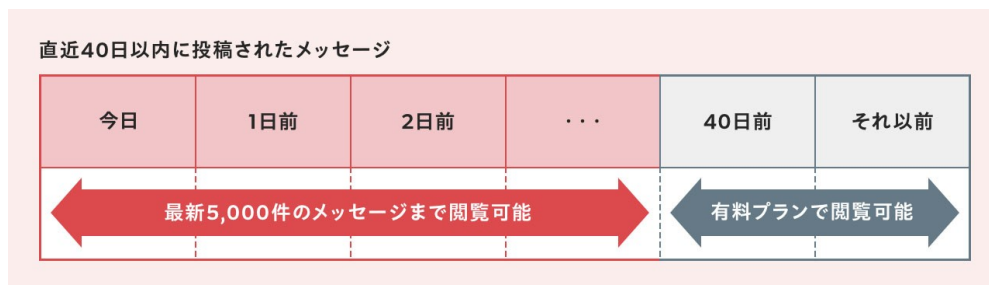 直近40日以内に投稿されたメッセージ
今日
1日前
2日前
・・・
40日前
それ以前
最新5,000件のメッセージまで閲覧可能
有料プランで閲覧可能